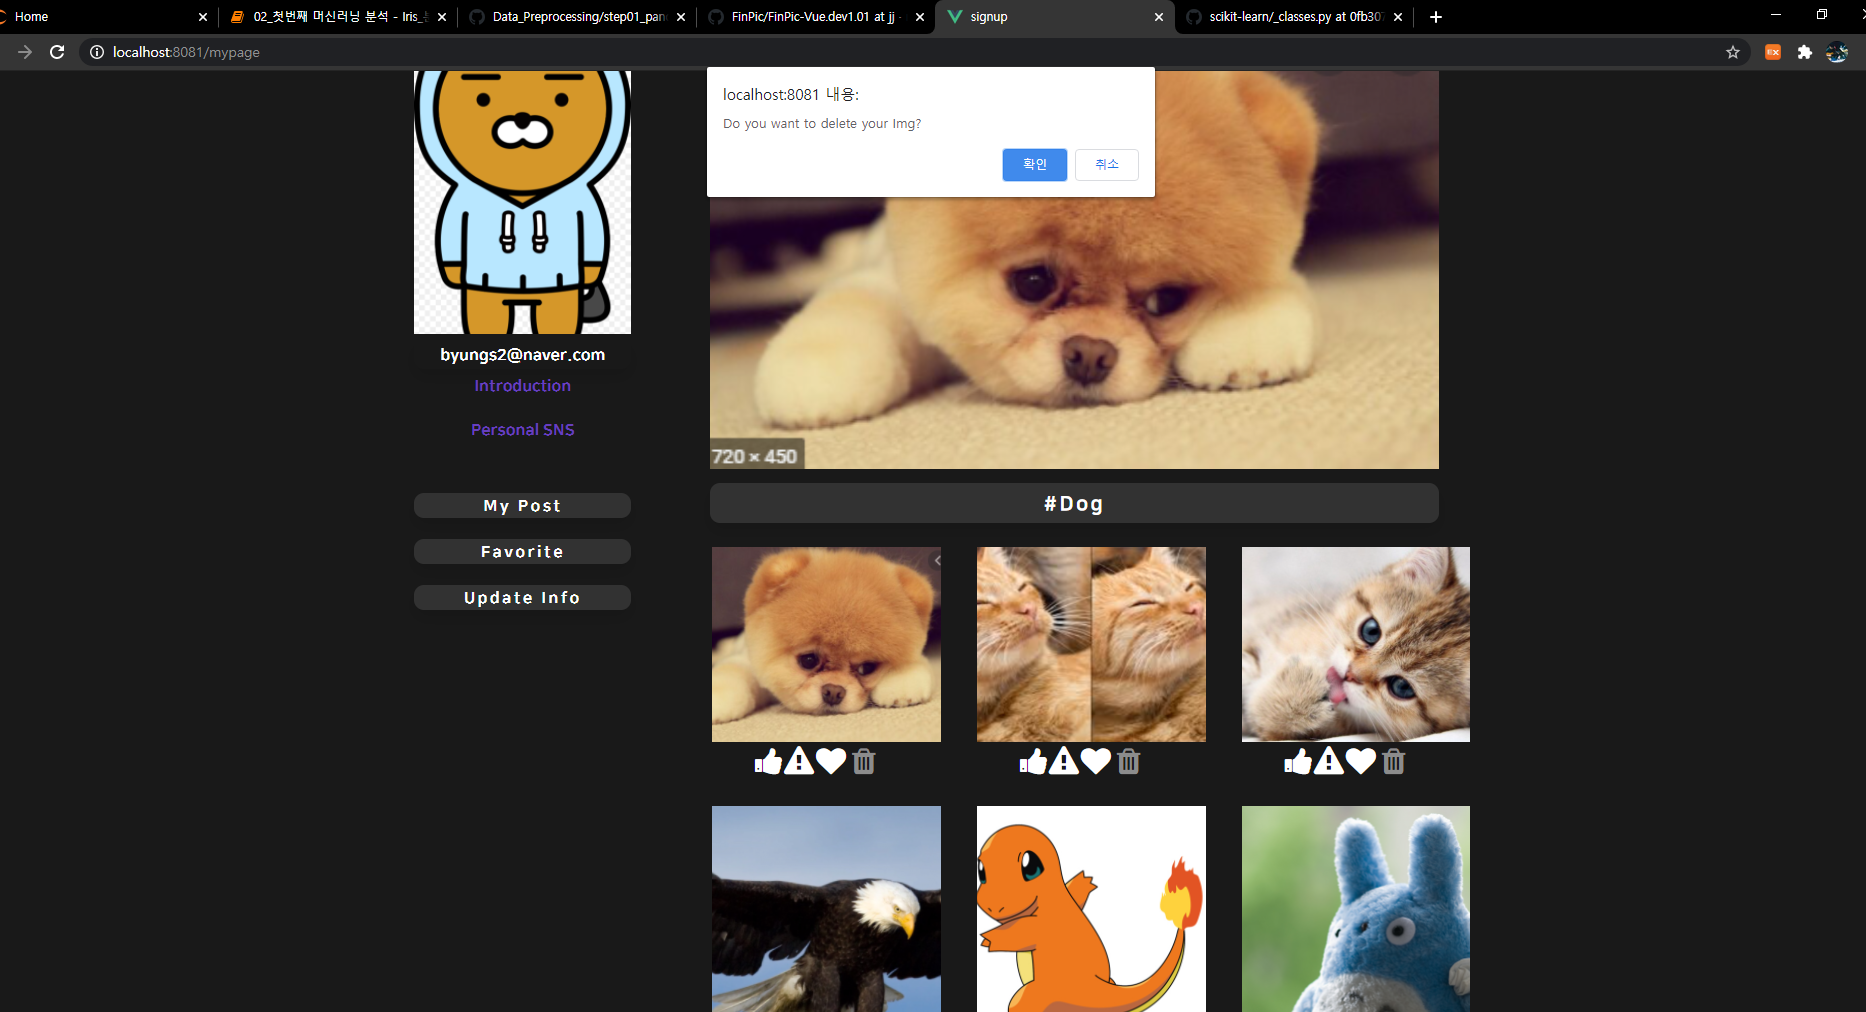 Home
02_첫번째 머신러닝 분석 - Iris_
Data_Preprocessing/step01_pan
FinPic/FinPic-Vue.dev1.01 at jj -
signup
scikit-learn/_classes.py at 0fb307
localhost:8081/mypage
localhost:8081 내용:
Do you want to delete your Img?
확인
취소
720 × 450
byungs2@naver.com
Introduction
Personal SNS
My Post
Favorite
Update Info
#Dog